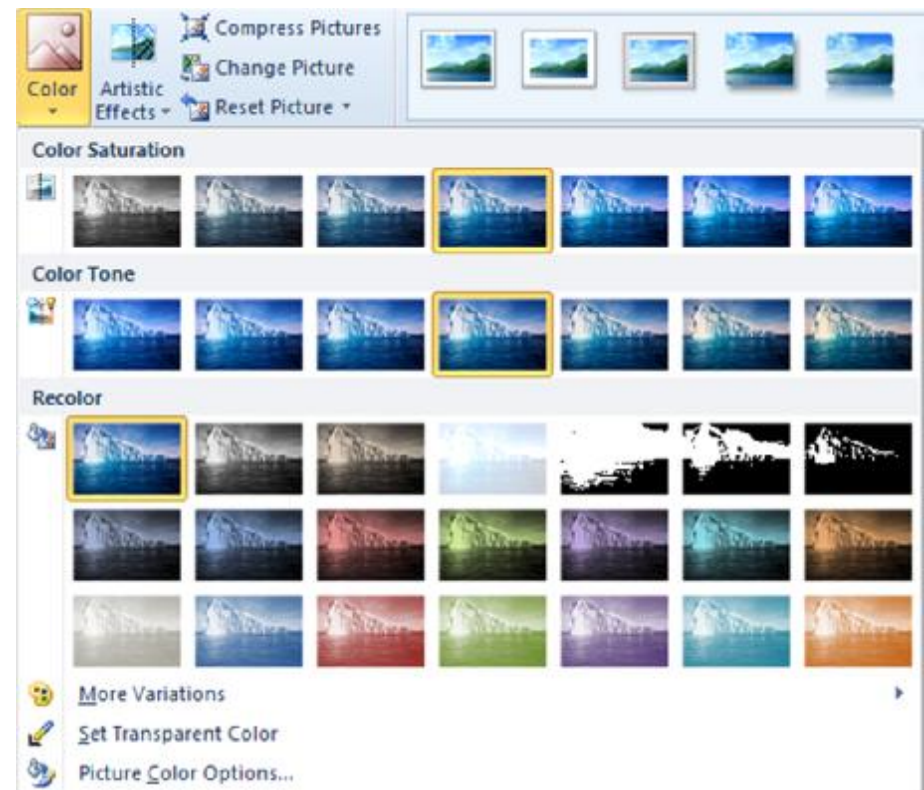 Color
Artistic
Effects
Compress Pictures
Change Picture
Reset Picture
Color Saturation
Color Tone
Recolor
More Variations
Set Transparent Color
Picture Color Options...